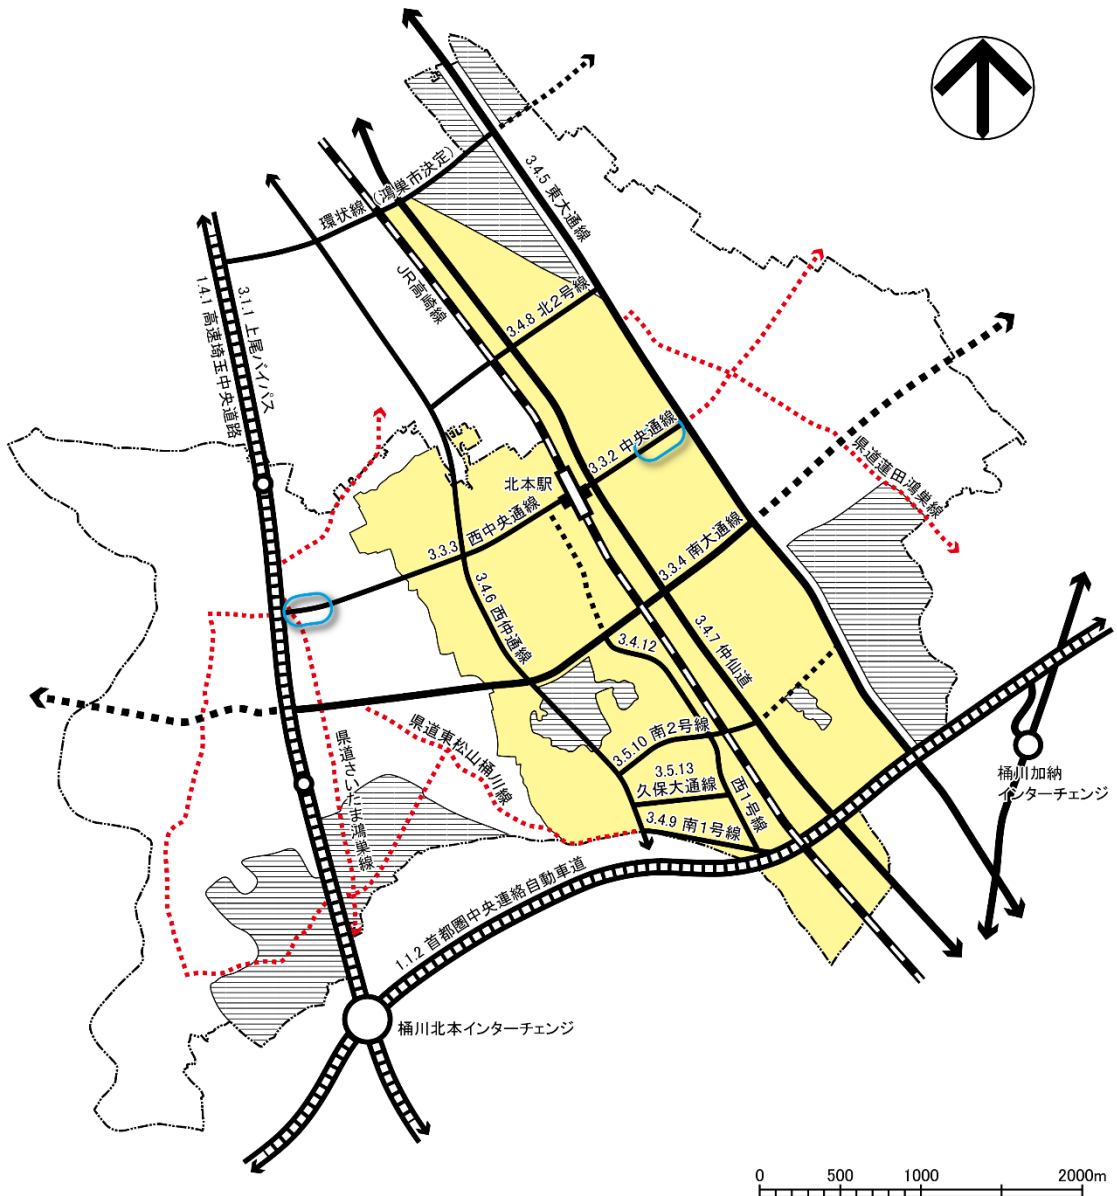 環状線(鴻巣市決定)
3.4.5 東大通線
JR高崎線
3.1.1 上尾バイパス
1.4.1 高速埼玉中央道路
3.4.8 北2号線
3.3.2 中央通線
北本駅
3.3.3 西中央通線
県道蓮田鴻巣線
3.3.4 南大通線
3.4.6 西仲通線
3.4.12
3.4.7 仲仙道
県道東松山桶川線
県道さいたま鴻巣線
3.5.10 南2号線
3.5.13
久保大通線
西1号線
3.4.9 南1号線
桶川加納
インターチェンジ
1.1.2 首都圏中央連絡自動車道
桶川北本インターチェンジ
0 500 1000 2000m